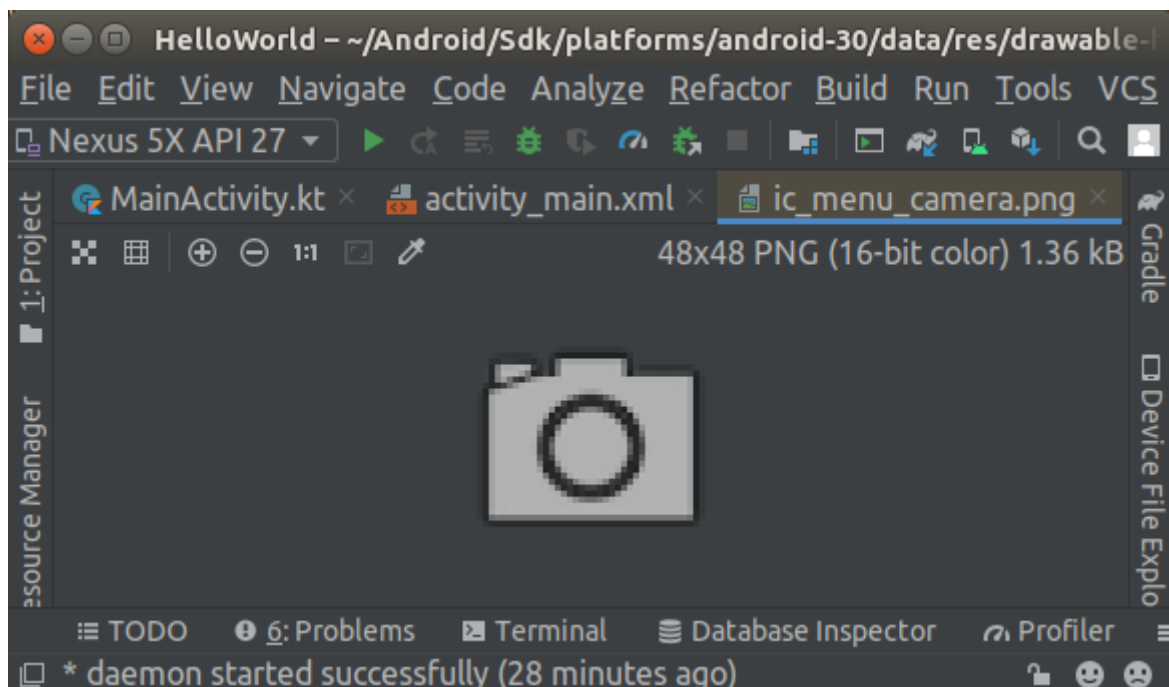 HelloWorld – ~/Android/Sdk/platforms/android-30/data/res/drawable-h
File Edit View Navigate Code Analyze Refactor Build Run Tools VCS
Nexus 5X API 27
MainActivity.kt activity_main.xml ic_menu_camera.png
1:1 48x48 PNG (16-bit color) 1.36 kB
1: Project
esource Manager
Gradle
Device File Explo
TODO 6: Problems Terminal Database Inspector Profiler
* daemon started successfully (28 minutes ago)